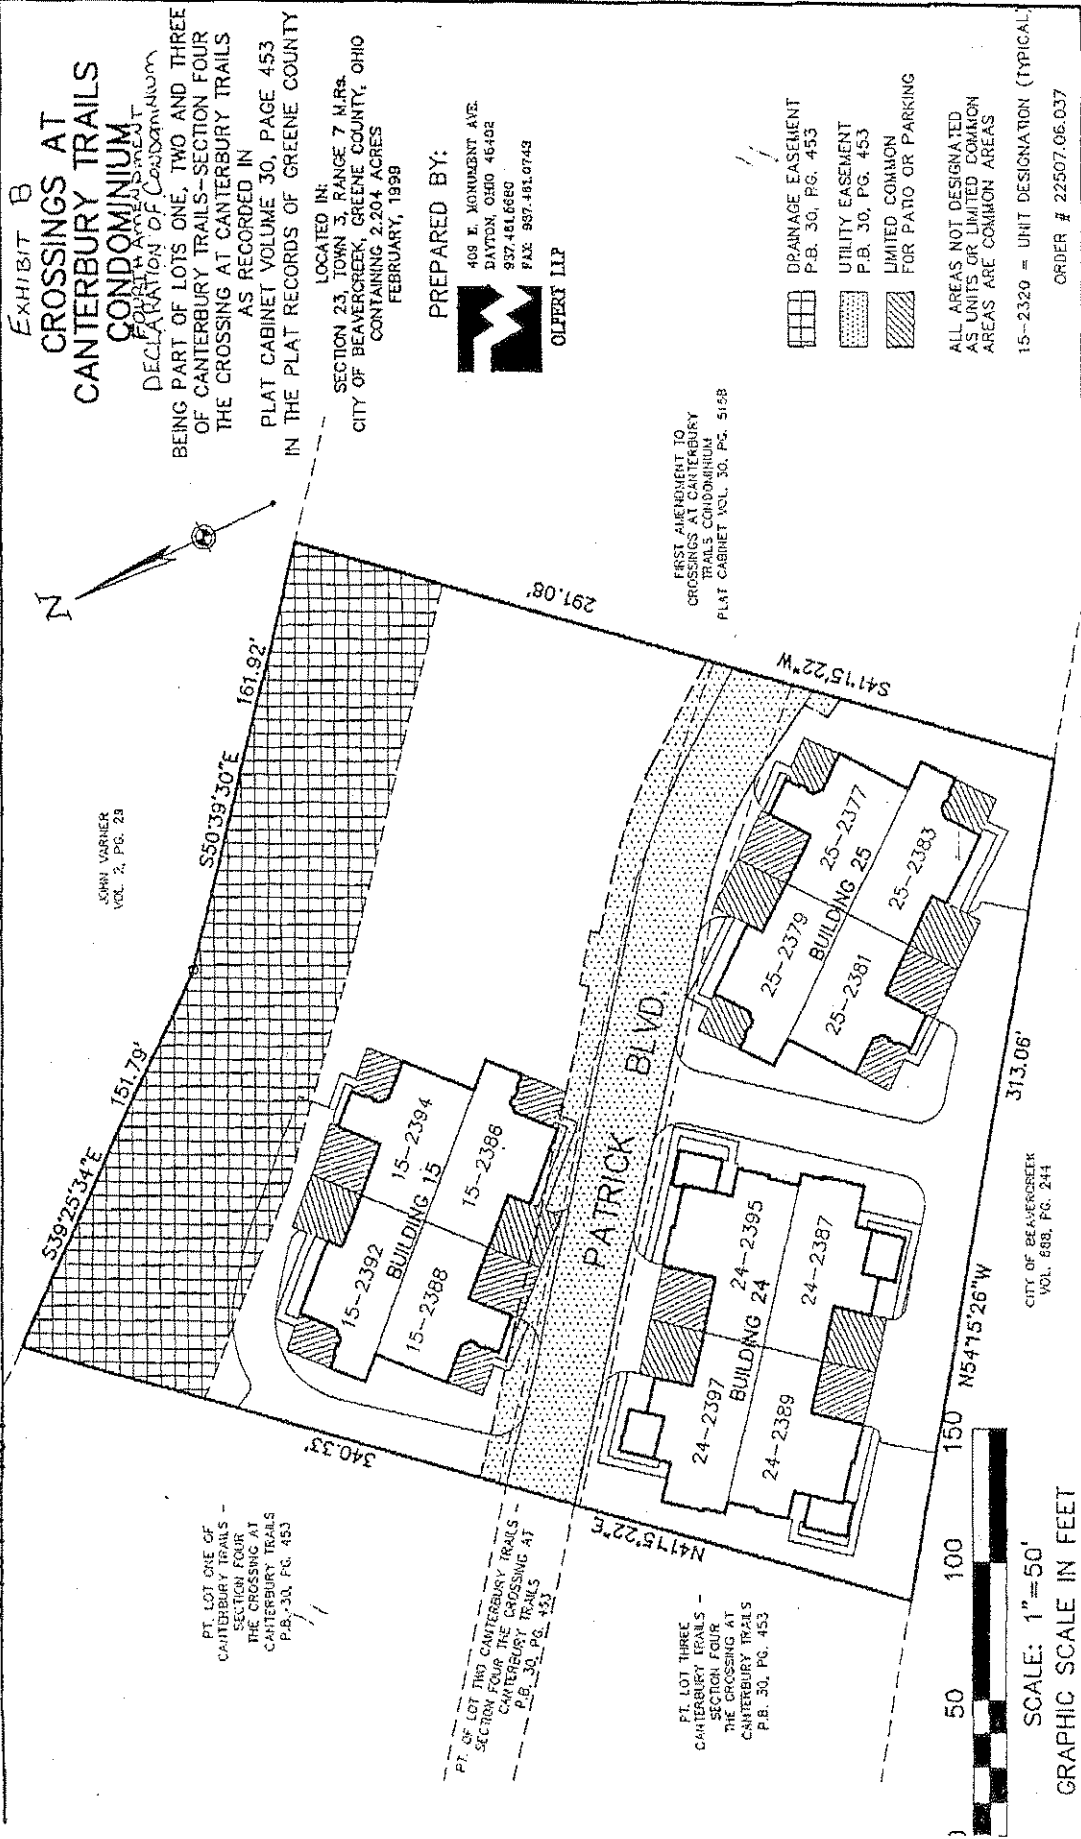 EXHIBIT B
CROSSINGS AT
CANTERBURY TRAILS
CONDOMINIUM
FOURTH AMENDMENT
DECLARATION OF CONDOMINIUM
BEING PART OF LOTS ONE, TWO AND THREE
OF CANTERBURY TRAILS-SECTION FOUR
THE CROSSING AT CANTERBURY TRAILS
AS RECORDED IN
PLAT CABINET VOLUME 30, PAGE 453
IN THE PLAT RECORDS OF GREENE COUNTY
LOCATED IN:
SECTION 23, TOWN 3, RANGE 7 M.Rs.
CITY OF BEAVERCREEK, GREENE COUNTY, OHIO
CONTAINING 2.204 ACRES
FEBRUARY, 1999
PREPARED BY:
409 E. MONUMENT AVE.
DAYTON, OHIO 45402
937.461.5660
FAX: 937.461.0743
OLPERT LLP
DRAINAGE EASEMENT
P.B. 30, PG. 453
UTILITY EASEMENT
P.B. 30, PG. 453
LIMITED COMMON
FOR PATIO OR PARKING
ALL AREAS NOT DESIGNATED
AS UNITS OR LIMITED COMMON
AREAS ARE COMMON AREAS
15-2320 = UNIT DESIGNATION (TYPICAL)
ORDER # 22507.06.037
N
JOHN VARNER
VOL. 2, PG. 29
S39°25'34"E
151.79'
S50°39'30"E
161.92'
291.08'
S41°15'22"W
FIRST AMENDMENT TO
CROSSINGS AT CANTERBURY
TRAILS CONDOMINIUM
PLAT CABINET VOL. 30, PG. 515B
340.33'
N41°15'22"E
PT. LOT ONE OF
CANTERBURY TRAILS -
SECTION FOUR
THE CROSSING AT
CANTERBURY TRAILS
P.B. 30, PG. 453
PT. OF LOT TWO CANTERBURY TRAILS -
SECTION FOUR THE CROSSING AT
CANTERBURY TRAILS
P.B. 30, PG. 453
PT. LOT THREE
CANTERBURY TRAILS -
SECTION FOUR
THE CROSSING AT
CANTERBURY TRAILS
P.B. 30, PG. 453
15-2392
15-2394
BUILDING 15
15-2388
15-2386
PATRICK BLVD.
24-2397
24-2395
BUILDING 24
24-2389
24-2387
25-2379
25-2377
BUILDING 25
25-2381
25-2383
N54°15'26"W
313.06'
CITY OF BEAVERCREEK
VOL. 688, PG. 244
0 50 100 150
SCALE: 1"=50'
GRAPHIC SCALE IN FEET